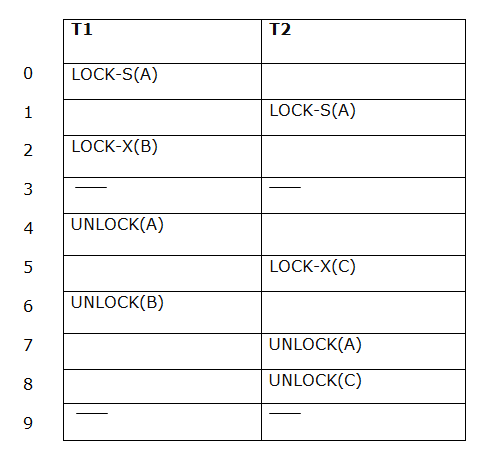 T1 T2
0 LOCK-S(A)
1 LOCK-S(A)
2 LOCK-X(B)
3 —— ——
4 UNLOCK(A)
5 LOCK-X(C)
6 UNLOCK(B)
7 UNLOCK(A)
8 UNLOCK(C)
9 —— ——